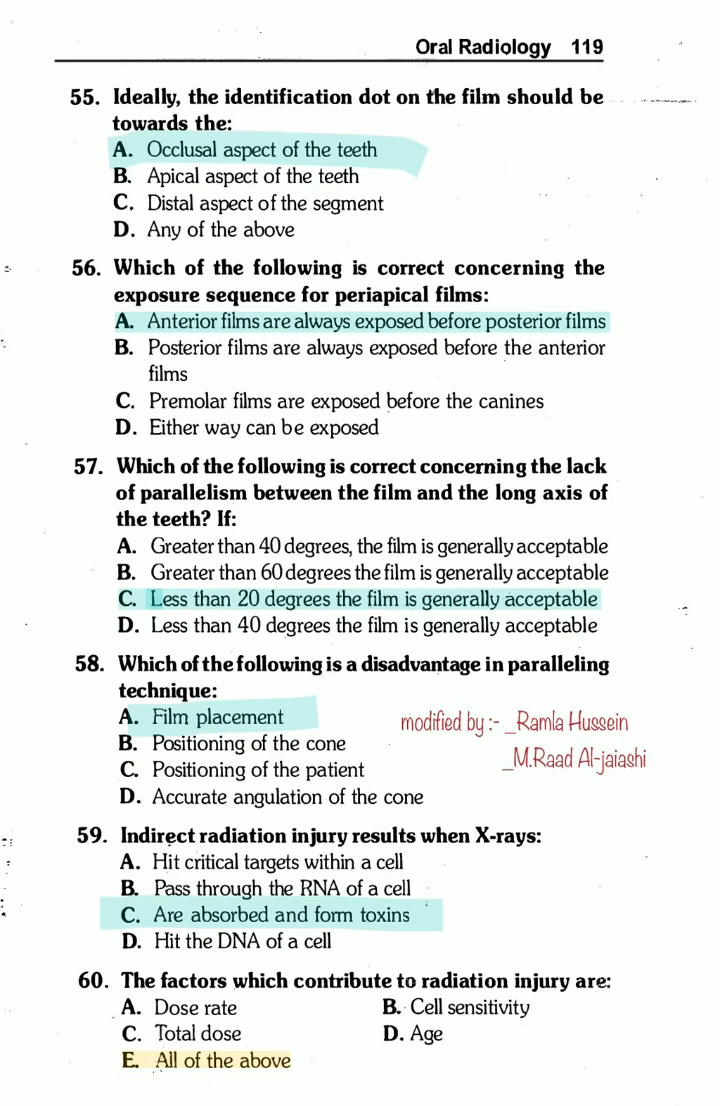 Oral Radiology 119
55. Ideally, the identification dot on the film should be
towards the:
A. Occlusal aspect of the teeth
B. Apical aspect of the teeth
C. Distal aspect of the segment
D. Any of the above
56. Which of the following is correct concerning the
exposure sequence for periapical films:
A. Anterior films are always exposed before posterior films
B. Posterior films are always exposed before the anterior
films
C. Premolar films are exposed before the canines
D. Either way can be exposed
57. Which of the following is correct concerning the lack
of parallelism between the film and the long axis of
the teeth? If:
A. Greater than 40 degrees, the film is generally acceptable
B. Greater than 60 degrees the film is generally acceptable
C. Less than 20 degrees the film is generally acceptable
D. Less than 40 degrees the film is generally acceptable
58. Which of the following is a disadvantage in paralleling
technique:
A. Film placement
B. Positioning of the cone
C. Positioning of the patient
D. Accurate angulation of the cone
modified by :- _Ramla Hussein
_M.Raad Al-jaiashi
59. Indirect radiation injury results when X-rays:
A. Hit critical targets within a cell
B. Pass through the RNA of a cell
C. Are absorbed and form toxins
D. Hit the DNA of a cell
60. The factors which contribute to radiation injury are:
A. Dose rate B. Cell sensitivity
C. Total dose D. Age
E. All of the above